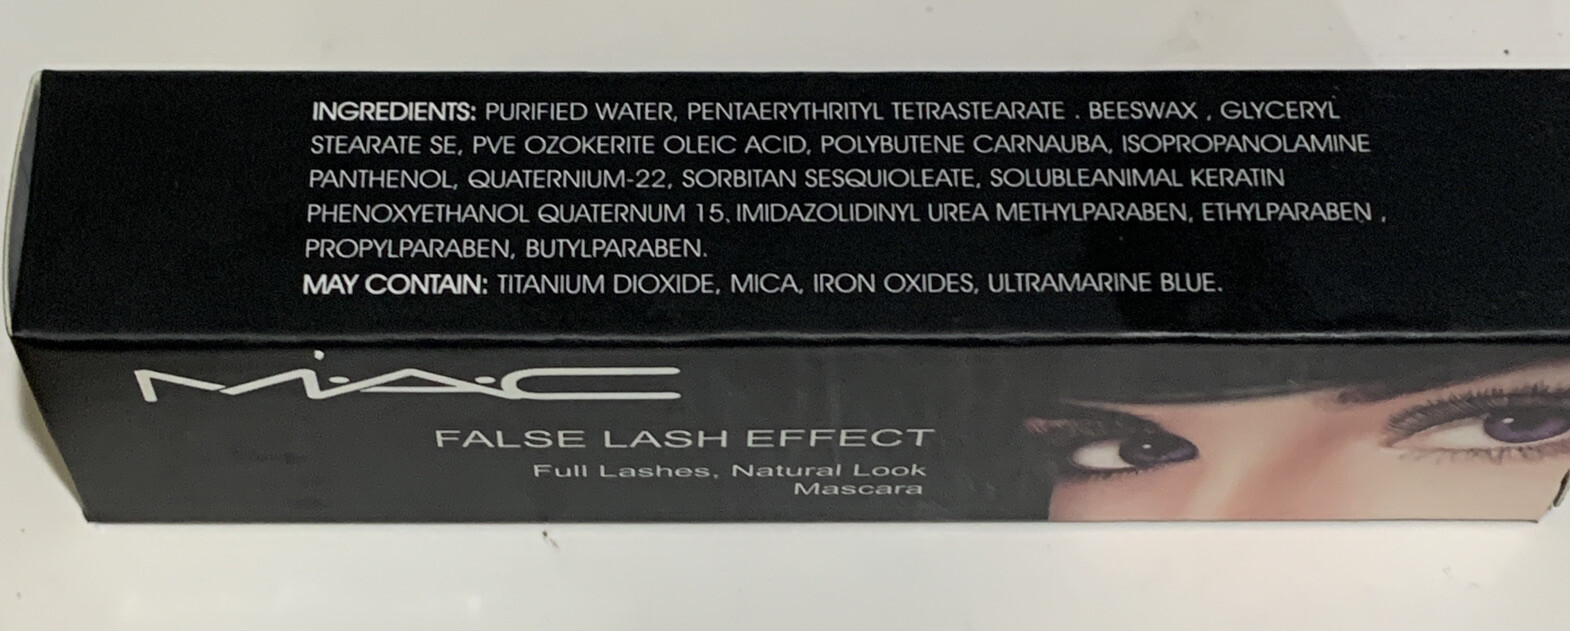 INGREDIENTS: PURIFIED WATER, PENTAERYTHRITYL TETRASTEARATE . BEESWAX , GLYCERYL
STEARATE SE, PVE OZOKERITE OLEIC ACID, POLYBUTENE CARNAUBA, ISOPROPANOLAMINE
PANTHENOL, QUATERNIUM-22, SORBITAN SESQUIOLEATE, SOLUBLEANIMAL KERATIN
PHENOXYETHANOL QUATERNUM 15, IMIDAZOLIDINYL UREA METHYLPARABEN, ETHYLPARABEN ,
PROPYLPARABEN, BUTYLPARABEN.
MAY CONTAIN: TITANIUM DIOXIDE, MICA, IRON OXIDES, ULTRAMARINE BLUE.
M·A·C
FALSE LASH EFFECT
Full Lashes, Natural Look
Mascara